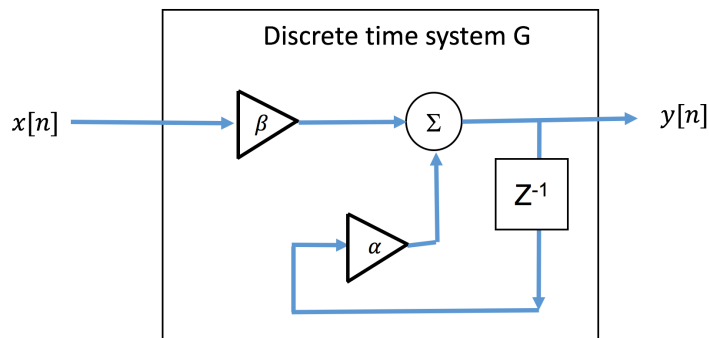 Discrete time system G
x[n]
β
Σ
y[n]
Z⁻¹
α